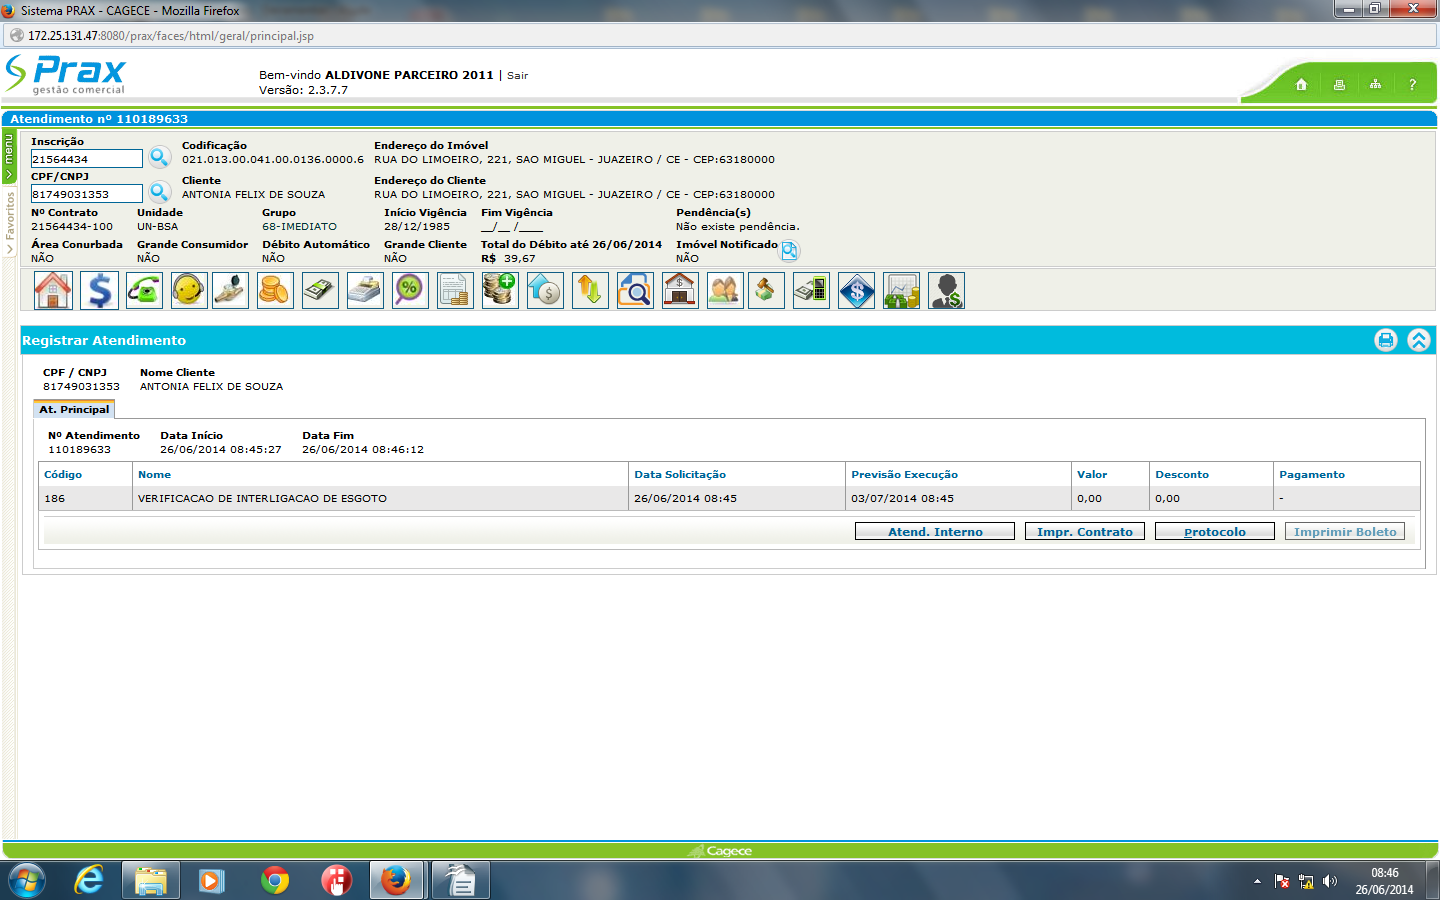 Sistema PRAX - CAGECE - Mozilla Firefox
172.25.131.47:8080/prax/faces/html/geral/principal.jsp
Prax
gestão comercial
Bem-vindo ALDIVONE PARCEIRO 2011 | Sair
Versão: 2.3.7.7
?
Atendimento nº 110189633
menu
Favoritos
Inscrição Codificação Endereço do Imóvel
21564434 021.013.00.041.00.0136.0000.6 RUA DO LIMOEIRO, 221, SAO MIGUEL - JUAZEIRO / CE - CEP:63180000
CPF/CNPJ Cliente Endereço do Cliente
81749031353 ANTONIA FELIX DE SOUZA RUA DO LIMOEIRO, 221, SAO MIGUEL - JUAZEIRO / CE - CEP:63180000
Nº Contrato Unidade Grupo Início Vigência Fim Vigência Pendência(s)
21564434-100 UN-BSA 68-IMEDIATO 28/12/1985 __/__ /____ Não existe pendência.
Área Conurbada Grande Consumidor Débito Automático Grande Cliente Total do Débito até 26/06/2014 Imóvel Notificado
NÃO NÃO NÃO NÃO R$ 39,67 NÃO
Registrar Atendimento
CPF / CNPJ Nome Cliente
81749031353 ANTONIA FELIX DE SOUZA
At. Principal
Nº Atendimento Data Início Data Fim
110189633 26/06/2014 08:45:27 26/06/2014 08:46:12
Código Nome Data Solicitação Previsão Execução Valor Desconto Pagamento
186 VERIFICACAO DE INTERLIGACAO DE ESGOTO 26/06/2014 08:45 03/07/2014 08:45 0,00 0,00 -
Atend. Interno Impr. Contrato Protocolo Imprimir Boleto
Cagece
08:46
26/06/2014